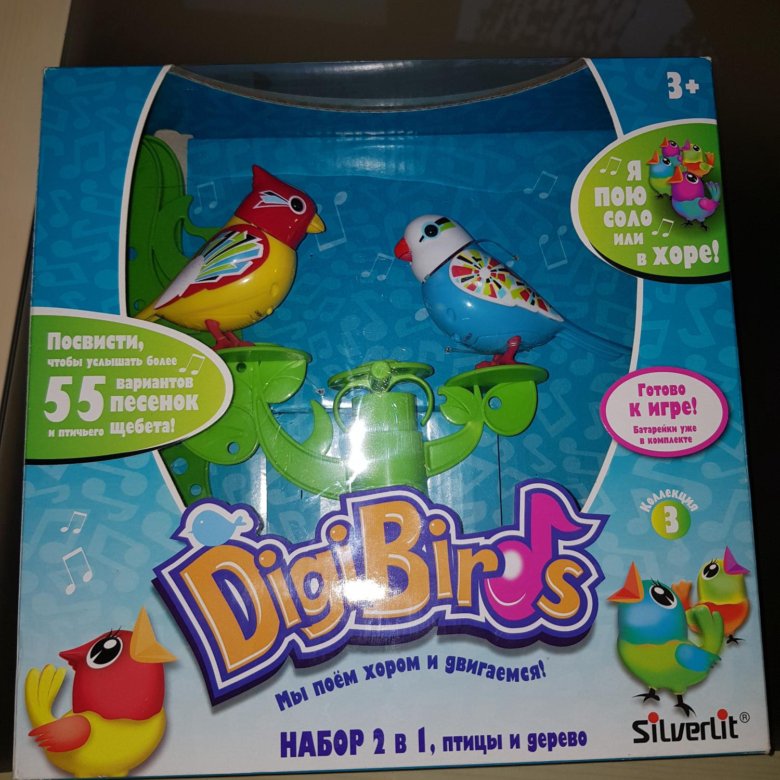 3+
Я
ПОЮ
СОЛО
ИЛИ
В ХОРЕ!
Посвисти,
чтобы услышать более
55 вариантов
песенок
и птичьего щебета!
Готово
к игре!
Батарейки уже
в комплекте
Коллекция
3
DigiBirds
Мы поём хором и двигаемся!
НАБОР 2 в 1, птицы и дерево
Silverlit®